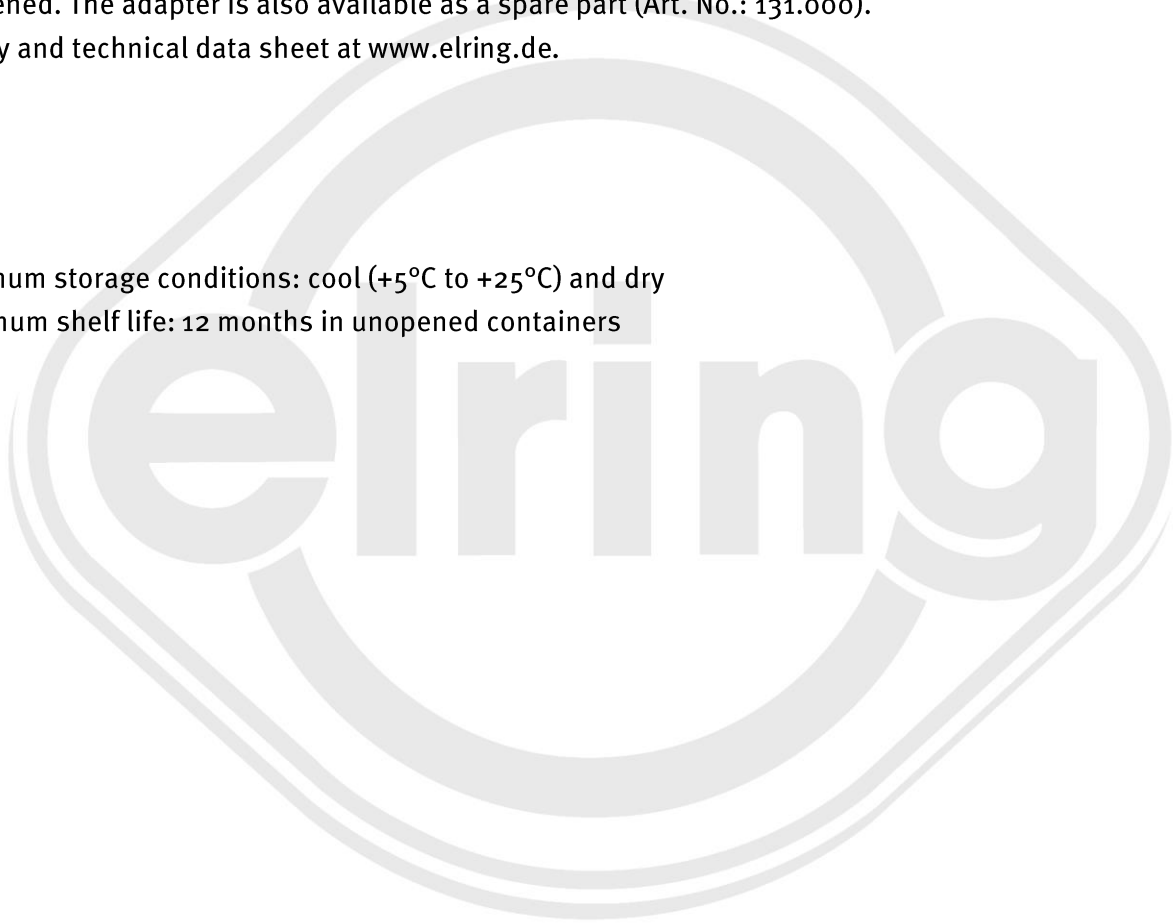 ened. The adapter is also available as a spare part (Art. No.: 131.000).
y and technical data sheet at www.elring.de.
num storage conditions: cool (+5°C to +25°C) and dry
num shelf life: 12 months in unopened containers
elring